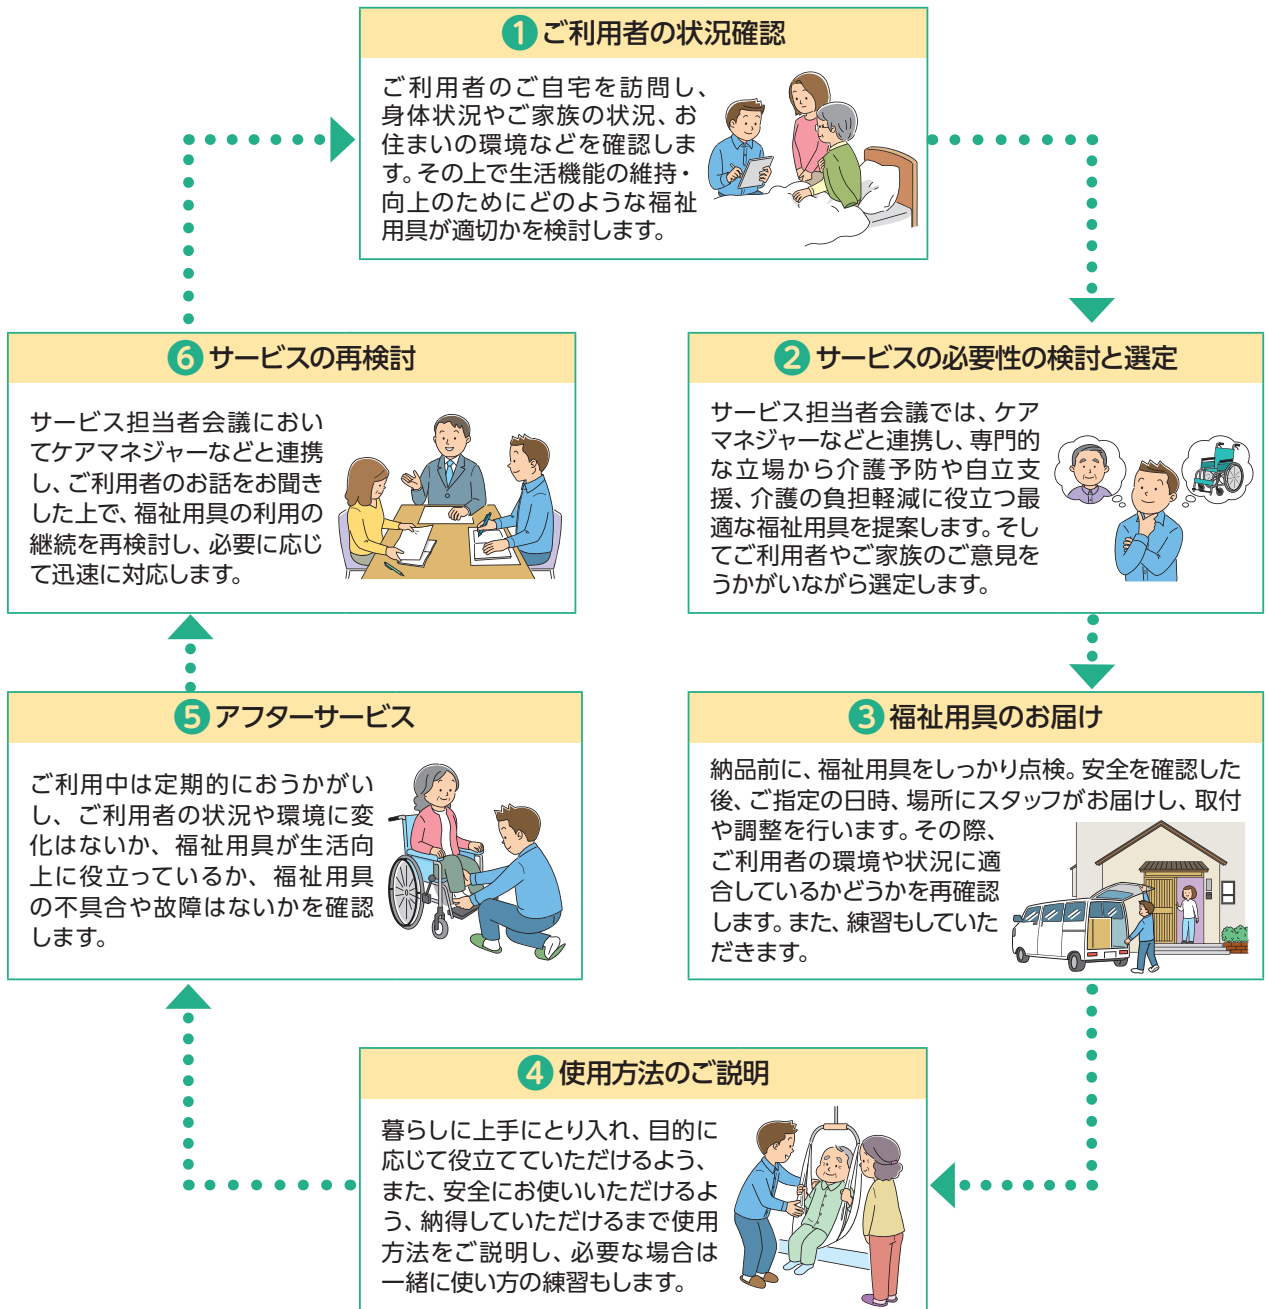 ❶ご利用者の状況確認
ご利用者のご自宅を訪問し、
身体状況やご家族の状況、お
住まいの環境などを確認しま
す。その上で生活機能の維持・
向上のためにどのような福祉
用具が適切かを検討します。
❷サービスの必要性の検討と選定
サービス担当者会議では、ケア
マネジャーなどと連携し、専門的
な立場から介護予防や自立支
援、介護の負担軽減に役立つ最
適な福祉用具を提案します。そし
てご利用者やご家族のご意見を
うかがいながら選定します。
❸福祉用具のお届け
納品前に、福祉用具をしっかり点検。安全を確認した
後、ご指定の日時、場所にスタッフがお届けし、取付
や調整を行います。その際、
ご利用者の環境や状況に適
合しているかどうかを再確認
します。また、練習もしていた
だきます。
❹使用方法のご説明
暮らしに上手にとり入れ、目的に
応じて役立てていただけるよう、
また、安全にお使いいただけるよ
う、納得していただけるまで使用
方法をご説明し、必要な場合は
一緒に使い方の練習もします。
❺アフターサービス
ご利用中は定期的におうかがい
し、ご利用者の状況や環境に変
化はないか、福祉用具が生活向
上に役立っているか、福祉用具
の不具合や故障はないかを確認
します。
❻サービスの再検討
サービス担当者会議におい
てケアマネジャーなどと連携
し、ご利用者のお話をお聞き
した上で、福祉用具の利用の
継続を再検討し、必要に応じ
て迅速に対応します。